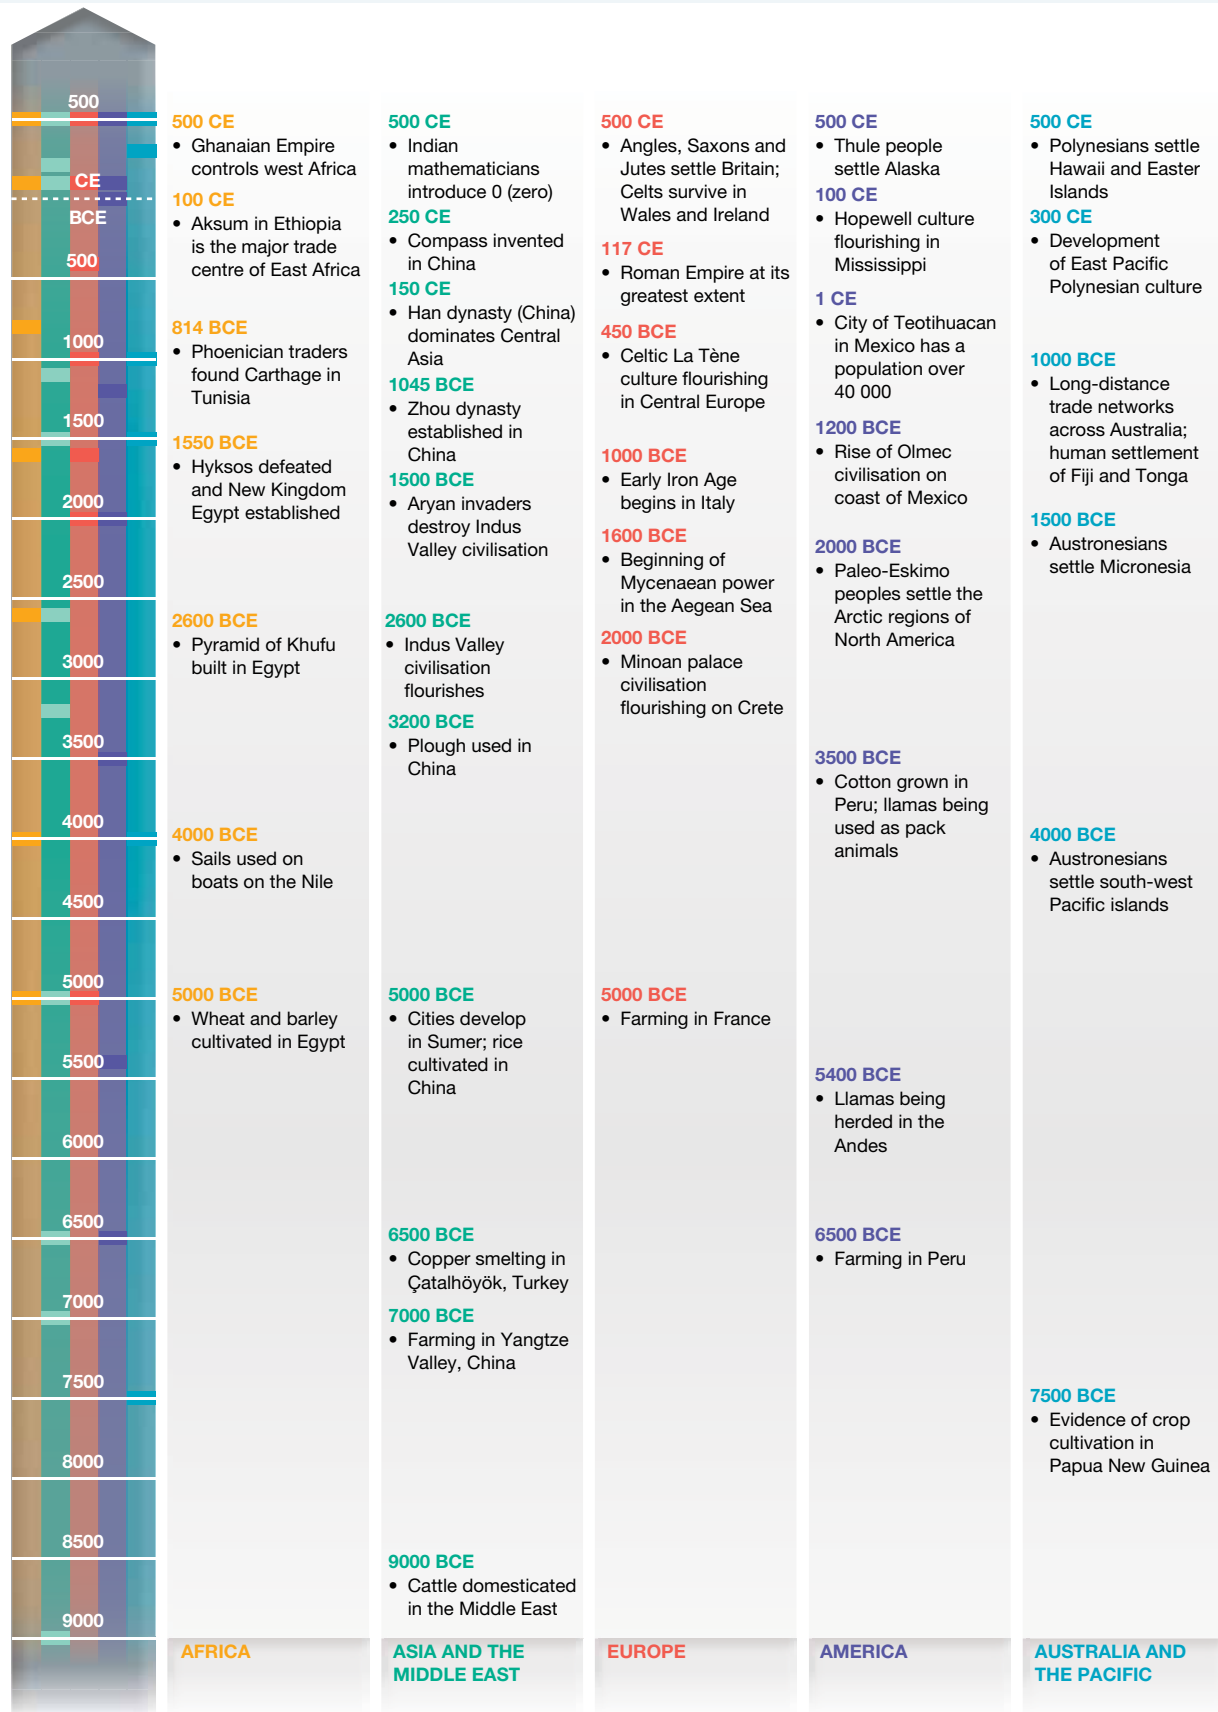 500
CE
BCE
500
1000
1500
2000
2500
3000
3500
4000
4500
5000
5500
6000
6500
7000
7500
8000
8500
9000
500 CE
• Ghanaian Empire
controls west Africa
100 CE
• Aksum in Ethiopia
is the major trade
centre of East Africa
814 BCE
• Phoenician traders
found Carthage in
Tunisia
1550 BCE
• Hyksos defeated
and New Kingdom
Egypt established
2600 BCE
• Pyramid of Khufu
built in Egypt
4000 BCE
• Sails used on
boats on the Nile
5000 BCE
• Wheat and barley
cultivated in Egypt
AFRICA
500 CE
• Indian
mathematicians
introduce 0 (zero)
250 CE
• Compass invented
in China
150 CE
• Han dynasty (China)
dominates Central
Asia
1045 BCE
• Zhou dynasty
established in
China
1500 BCE
• Aryan invaders
destroy Indus
Valley civilisation
2600 BCE
• Indus Valley
civilisation
flourishes
3200 BCE
• Plough used in
China
5000 BCE
• Cities develop
in Sumer; rice
cultivated in
China
6500 BCE
• Copper smelting in
Çatalhöyök, Turkey
7000 BCE
• Farming in Yangtze
Valley, China
9000 BCE
• Cattle domesticated
in the Middle East
ASIA AND THE
MIDDLE EAST
500 CE
• Angles, Saxons and
Jutes settle Britain;
Celts survive in
Wales and Ireland
117 CE
• Roman Empire at its
greatest extent
450 BCE
• Celtic La Tène
culture flourishing
in Central Europe
1000 BCE
• Early Iron Age
begins in Italy
1600 BCE
• Beginning of
Mycenaean power
in the Aegean Sea
2000 BCE
• Minoan palace
civilisation
flourishing on Crete
5000 BCE
• Farming in France
EUROPE
500 CE
• Thule people
settle Alaska
100 CE
• Hopewell culture
flourishing in
Mississippi
1 CE
• City of Teotihuacan
in Mexico has a
population over
40 000
1200 BCE
• Rise of Olmec
civilisation on
coast of Mexico
2000 BCE
• Paleo-Eskimo
peoples settle the
Arctic regions of
North America
3500 BCE
• Cotton grown in
Peru; llamas being
used as pack
animals
5400 BCE
• Llamas being
herded in the
Andes
6500 BCE
• Farming in Peru
AMERICA
500 CE
• Polynesians settle
Hawaii and Easter
Islands
300 CE
• Development
of East Pacific
Polynesian culture
1000 BCE
• Long-distance
trade networks
across Australia;
human settlement
of Fiji and Tonga
1500 BCE
• Austronesians
settle Micronesia
4000 BCE
• Austronesians
settle south-west
Pacific islands
7500 BCE
• Evidence of crop
cultivation in
Papua New Guinea
AUSTRALIA AND
THE PACIFIC